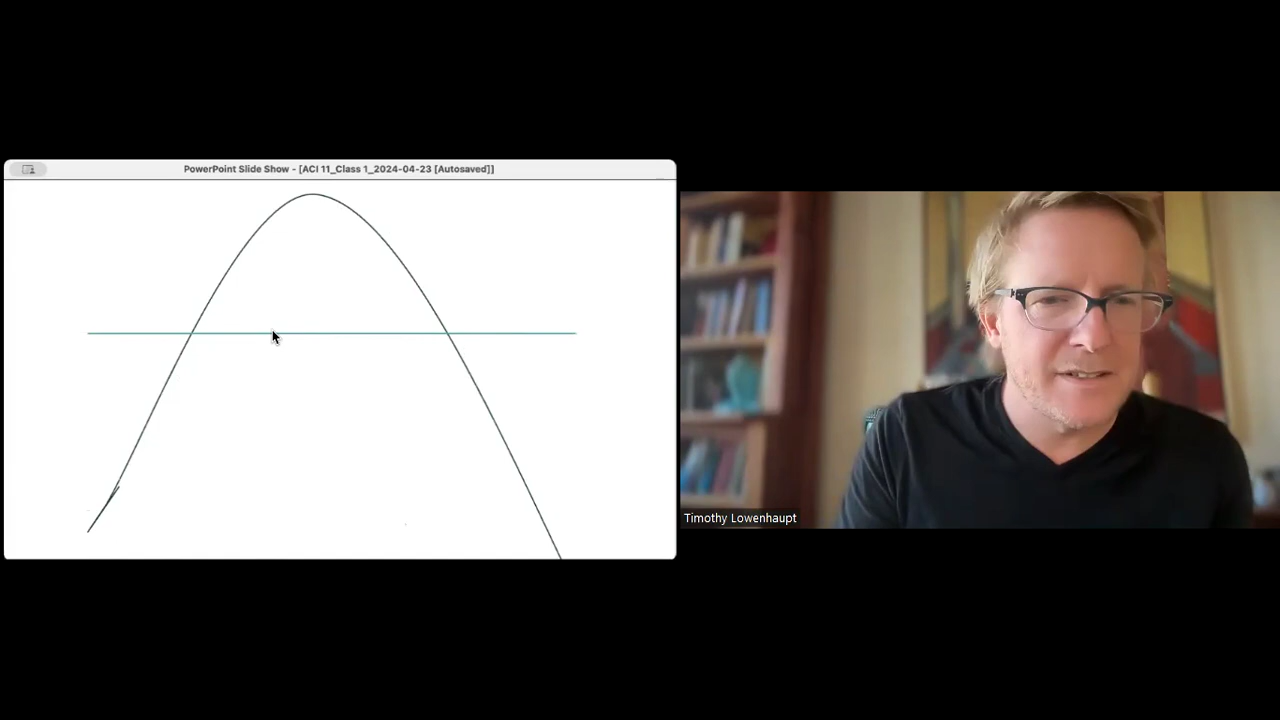 PowerPoint Slide Show - [ACI 11_Class 1_2024-04-23 [Autosaved]]
Timothy Lowenhaupt